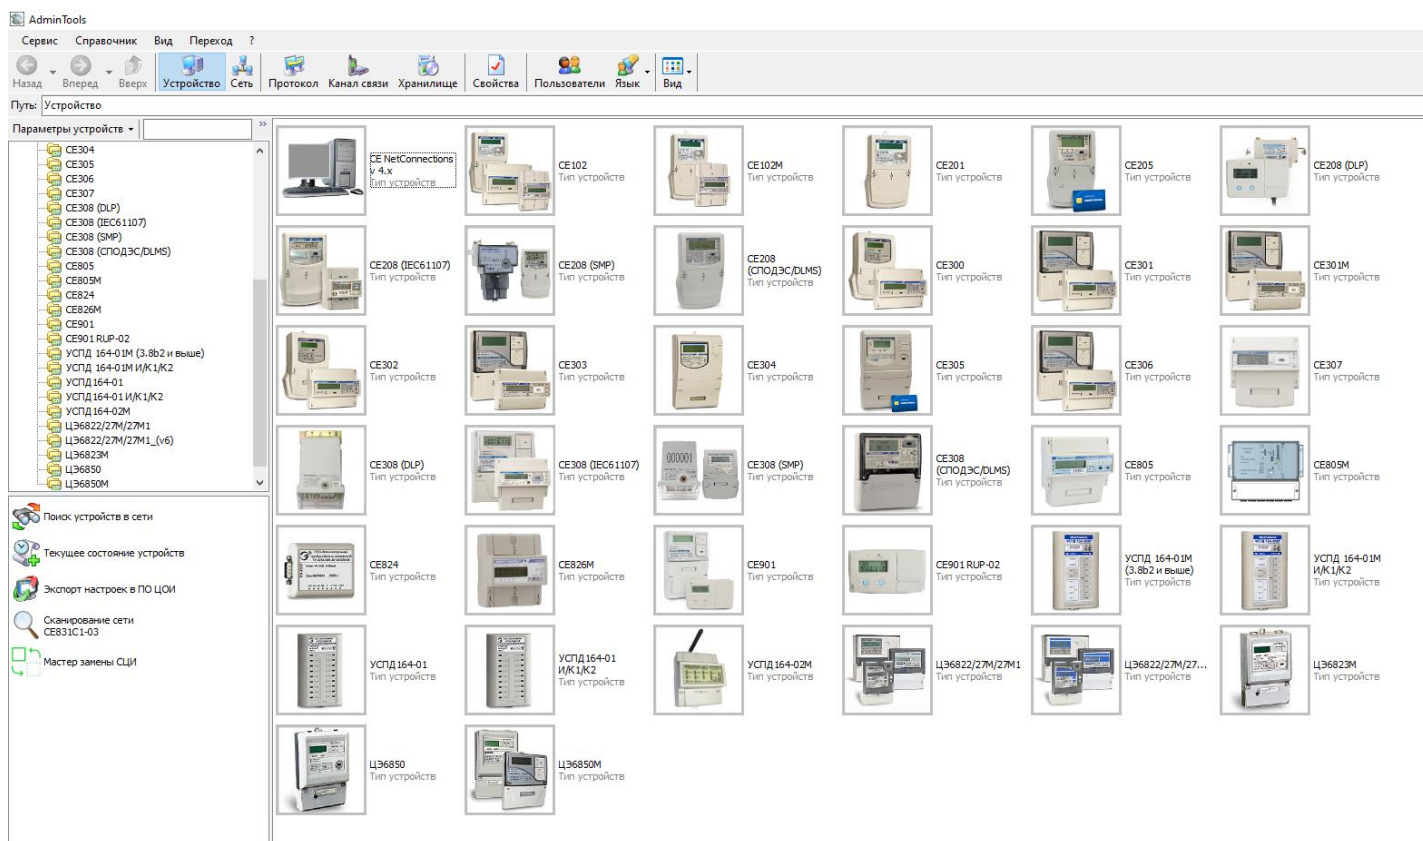 AdminTools
Сервис Справочник Вид Переход ?
Назад Вперед Вверх Устройство Сеть Протокол Канал связи Хранилище Свойства Пользователи Язык Вид
Путь: Устройство
Параметры устройств
CE304
CE305
CE306
CE307
CE308 (DLP)
CE308 (IEC61107)
CE308 (SMP)
CE308 (СПОДЭС/DLMS)
CE805
CE805M
CE824
CE826M
CE901
CE901 RUP-02
УСПД 164-01М (3.8b2 и выше)
УСПД 164-01М И/К1/К2
УСПД 164-01
УСПД 164-01 И/К1/К2
УСПД 164-02М
ЦЭ6822/27М/27М1
ЦЭ6822/27М/27М1_(v6)
ЦЭ6823М
ЦЭ6850
ЦЭ6850М
Поиск устройств в сети
Текущее состояние устройств
Экспорт настроек в ПО ЦОИ
Сканирование сети
CE831C1-03
Мастер замены СЦИ
CE NetConnections
v 4.x
Тип устройств
CE102
Тип устройств
CE102M
Тип устройств
CE201
Тип устройств
CE205
Тип устройств
CE208 (DLP)
Тип устройств
CE208 (IEC61107)
Тип устройств
CE208 (SMP)
Тип устройств
CE208
(СПОДЭС/DLMS)
Тип устройств
CE300
Тип устройств
CE301
Тип устройств
CE301M
Тип устройств
CE302
Тип устройств
CE303
Тип устройств
CE304
Тип устройств
CE305
Тип устройств
CE306
Тип устройств
CE307
Тип устройств
CE308 (DLP)
Тип устройств
CE308 (IEC61107)
Тип устройств
000001
CE308 (SMP)
Тип устройств
CE308
(СПОДЭС/DLMS)
Тип устройств
CE805
Тип устройств
CE805M
Тип устройств
CE824
Тип устройств
CE826M
Тип устройств
CE901
Тип устройств
CE901 RUP-02
Тип устройств
УСПД 164-01М
(3.8b2 и выше)
Тип устройств
УСПД 164-01М
И/К1/К2
Тип устройств
УСПД 164-01
Тип устройств
УСПД 164-01
И/К1/К2
Тип устройств
УСПД 164-02М
Тип устройств
ЦЭ6822/27М/27М1
Тип устройств
ЦЭ6822/27М/27...
Тип устройств
ЦЭ6823М
Тип устройств
ЦЭ6850
Тип устройств
ЦЭ6850М
Тип устройств